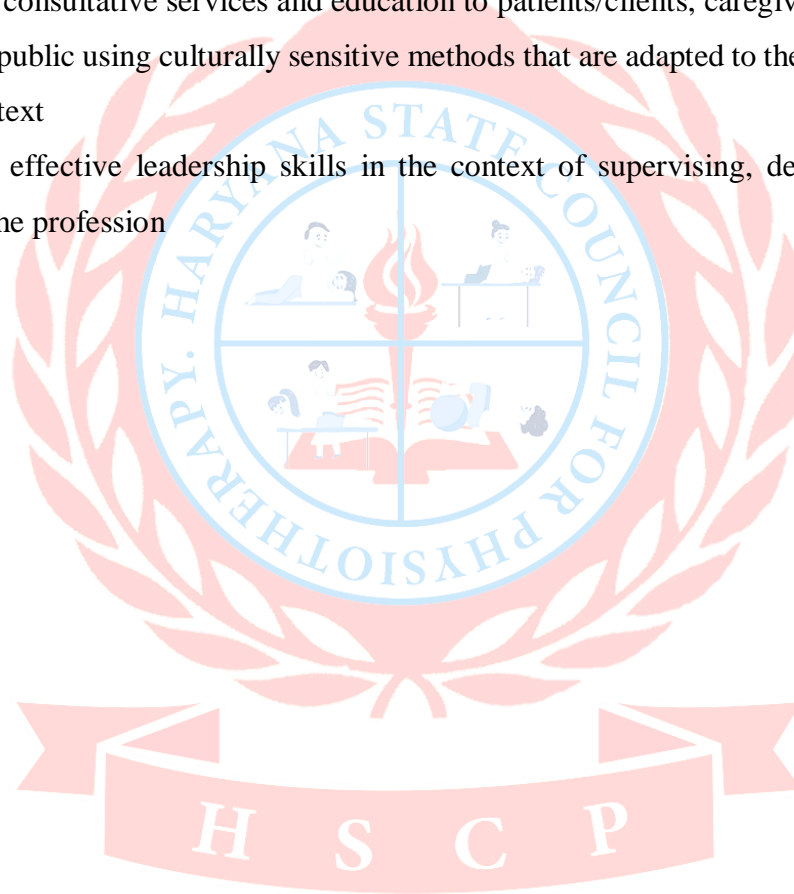 consultative services and education to patients/clients, caregiv
public using culturally sensitive methods that are adapted to the
text
effective leadership skills in the context of supervising, de
he profession
HARYANA STATE COUNCIL FOR PHYSIOTHERAPY.
H S C P